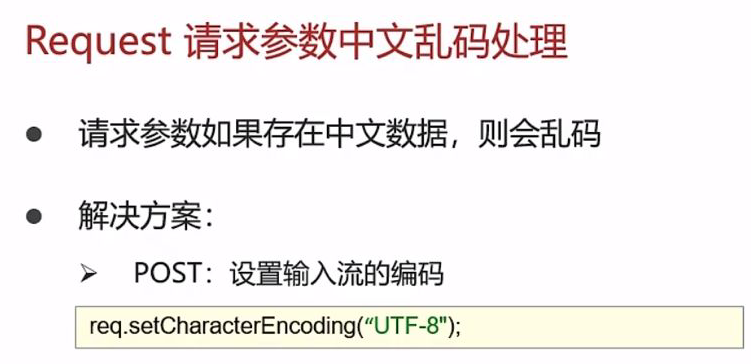 Request 请求参数中文乱码处理
● 请求参数如果存在中文数据，则会乱码
● 解决方案：
➢ POST：设置输入流的编码
req.setCharacterEncoding(“UTF-8");